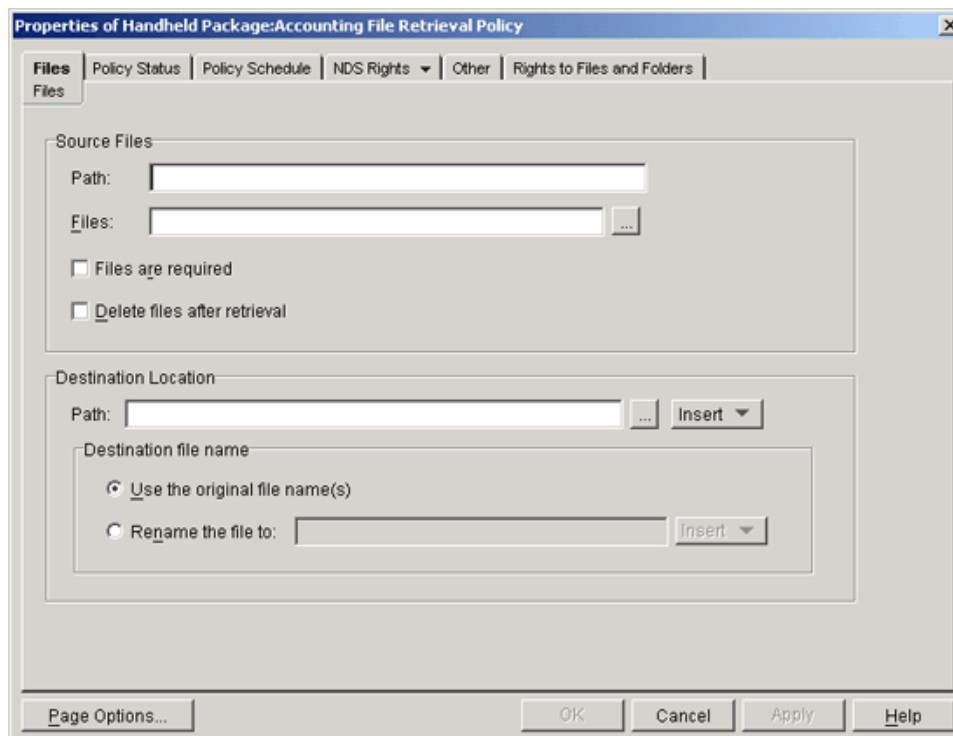 Properties of Handheld Package:Accounting File Retrieval Policy
Files Policy Status Policy Schedule NDS Rights Other Rights to Files and Folders
Files
Source Files
Path:
Files: ...
Files are required
Delete files after retrieval
Destination Location
Path: ... Insert
Destination file name
Use the original file name(s)
Rename the file to: Insert
Page Options... OK Cancel Apply Help